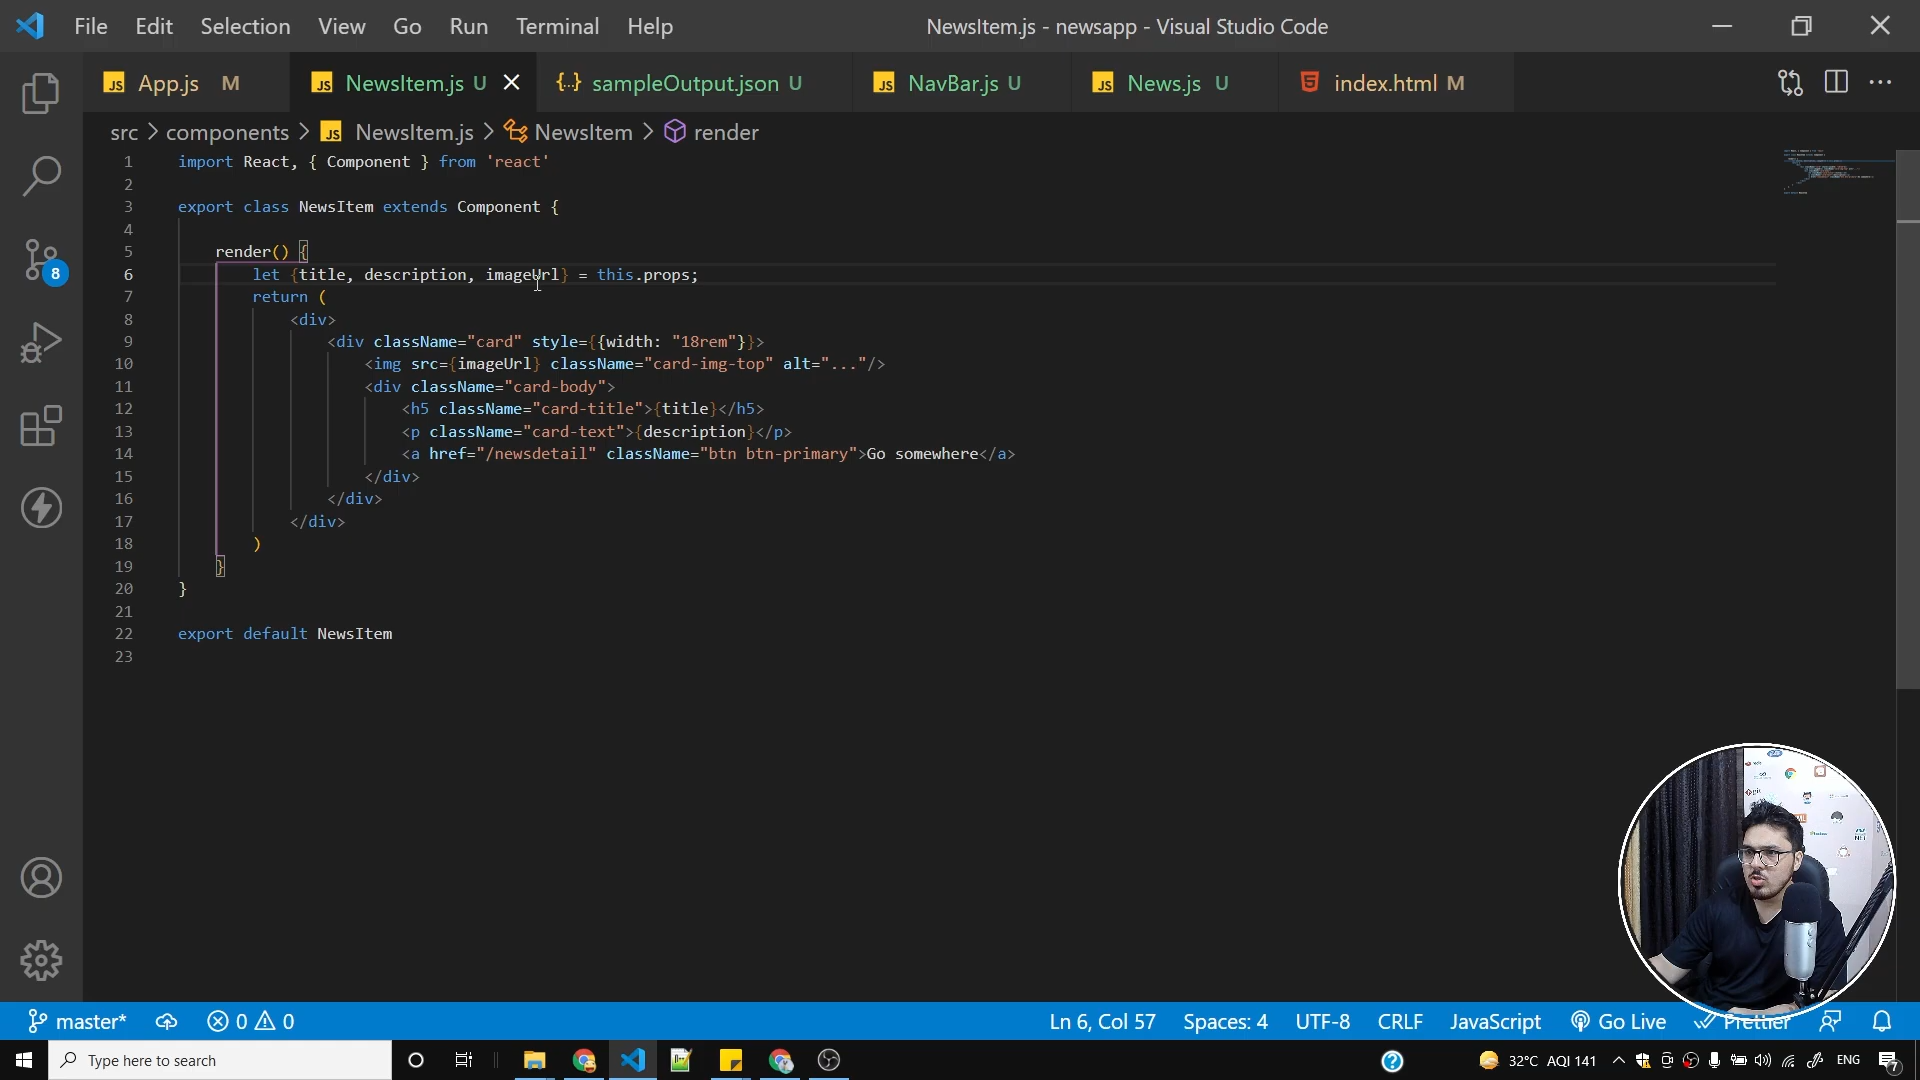 File Edit Selection View Go Run Terminal Help NewsItem.js - newsapp - Visual Studio Code
JS App.js M JS NewsItem.js U {··} sampleOutput.json U JS NavBar.js U JS News.js U index.html M
src > components > JS NewsItem.js > NewsItem > render
1 import React, { Component } from 'react'
2
3 export class NewsItem extends Component {
4
5 render() {
6 let {title, description, imageUrl} = this.props;
7 return (
8 <div>
9 <div className="card" style={{width: "18rem"}}>
10 <img src={imageUrl} className="card-img-top" alt="..."/>
11 <div className="card-body">
12 <h5 className="card-title">{title}</h5>
13 <p className="card-text">{description}</p>
14 <a href="/newsdetail" className="btn btn-primary">Go somewhere</a>
15 </div>
16 </div>
17 </div>
18 )
19 }
20 }
21
22 export default NewsItem
23
8
master* 0 0 Ln 6, Col 57 Spaces: 4 UTF-8 CRLF JavaScript Go Live Prettier
Type here to search 32°C AQI 141 ENG 7